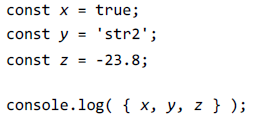 const x = true;
const y = 'str2';
const z = -23.8;
console.log( { x, y, z } );